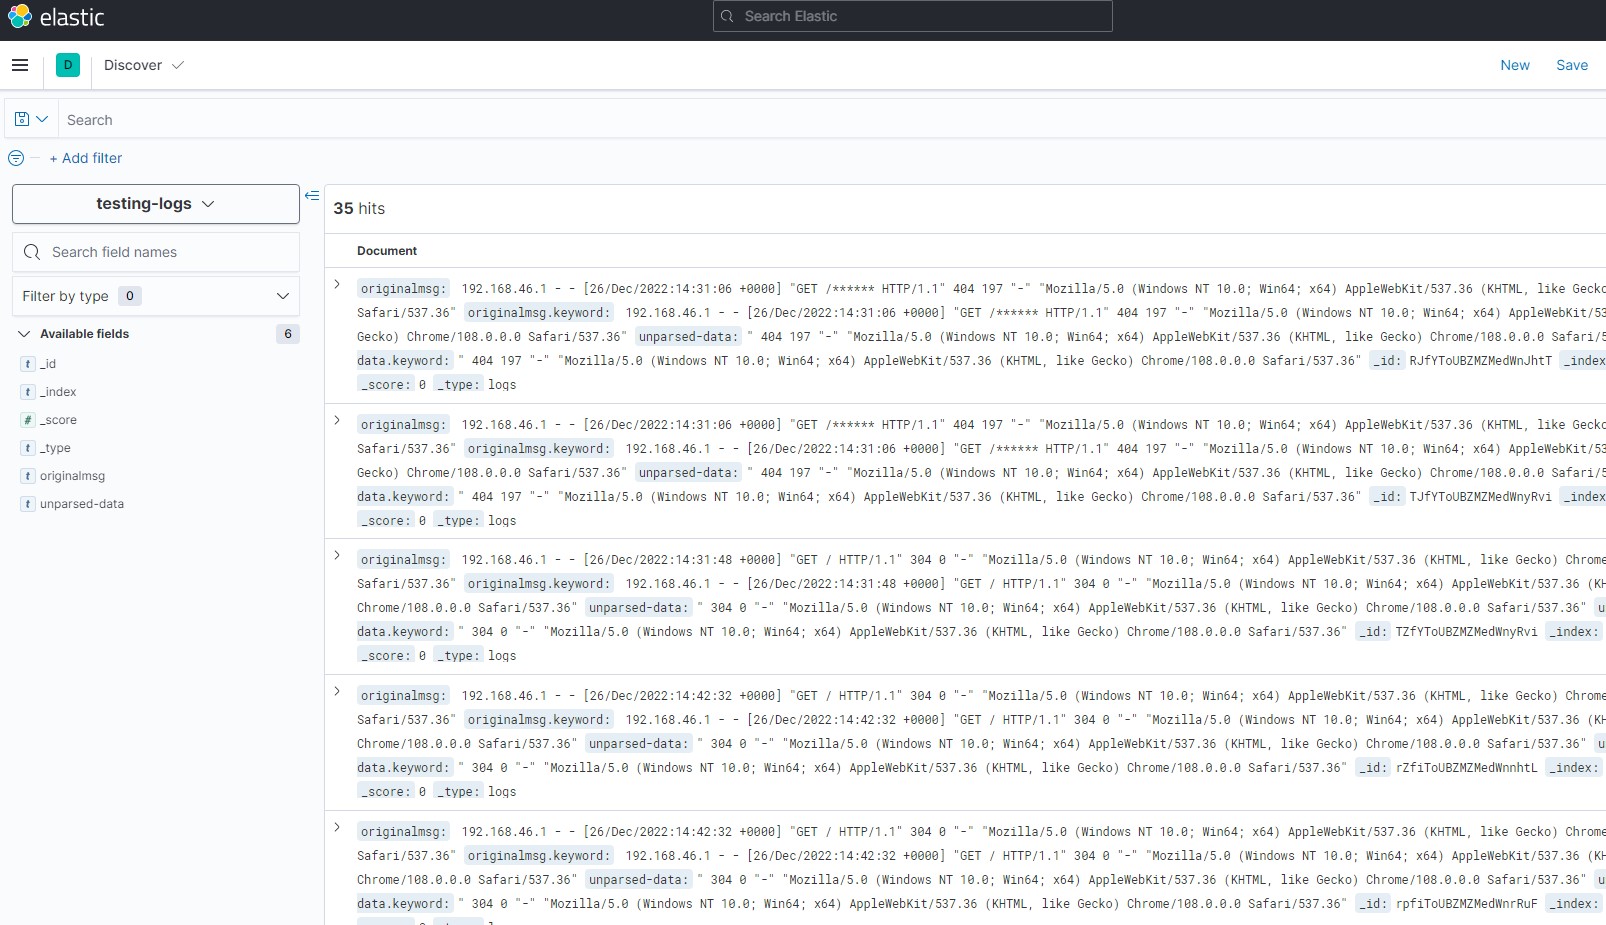 elastic
Search Elastic
D
Discover
New
Save
Search
+ Add filter
testing-logs
35 hits
Search field names
Document
Filter by type 0
Available fields 6
t _id
t _index
# _score
t _type
t originalmsg
t unparsed-data
originalmsg: 192.168.46.1 - - [26/Dec/2022:14:31:06 +0000] "GET /****** HTTP/1.1" 404 197 "-" "Mozilla/5.0 (Windows NT 10.0; Win64; x64) AppleWebKit/537.36 (KHTML, like Gecko
Safari/537.36" originalmsg.keyword: 192.168.46.1 - - [26/Dec/2022:14:31:06 +0000] "GET /****** HTTP/1.1" 404 197 "-" "Mozilla/5.0 (Windows NT 10.0; Win64; x64) AppleWebKit/53
Gecko) Chrome/108.0.0.0 Safari/537.36" unparsed-data: " 404 197 "-" "Mozilla/5.0 (Windows NT 10.0; Win64; x64) AppleWebKit/537.36 (KHTML, like Gecko) Chrome/108.0.0.0 Safari/5
data.keyword: " 404 197 "-" "Mozilla/5.0 (Windows NT 10.0; Win64; x64) AppleWebKit/537.36 (KHTML, like Gecko) Chrome/108.0.0.0 Safari/537.36" _id: RJfYToUBZMZMedWnJhtT _index
_score: 0 _type: logs
originalmsg: 192.168.46.1 - - [26/Dec/2022:14:31:06 +0000] "GET /****** HTTP/1.1" 404 197 "-" "Mozilla/5.0 (Windows NT 10.0; Win64; x64) AppleWebKit/537.36 (KHTML, like Gecko
Safari/537.36" originalmsg.keyword: 192.168.46.1 - - [26/Dec/2022:14:31:06 +0000] "GET /****** HTTP/1.1" 404 197 "-" "Mozilla/5.0 (Windows NT 10.0; Win64; x64) AppleWebKit/53
Gecko) Chrome/108.0.0.0 Safari/537.36" unparsed-data: " 404 197 "-" "Mozilla/5.0 (Windows NT 10.0; Win64; x64) AppleWebKit/537.36 (KHTML, like Gecko) Chrome/108.0.0.0 Safari/5
data.keyword: " 404 197 "-" "Mozilla/5.0 (Windows NT 10.0; Win64; x64) AppleWebKit/537.36 (KHTML, like Gecko) Chrome/108.0.0.0 Safari/537.36" _id: TJfYToUBZMZMedWnyRvi _index
_score: 0 _type: logs
originalmsg: 192.168.46.1 - - [26/Dec/2022:14:31:48 +0000] "GET / HTTP/1.1" 304 0 "-" "Mozilla/5.0 (Windows NT 10.0; Win64; x64) AppleWebKit/537.36 (KHTML, like Gecko) Chrome
Safari/537.36" originalmsg.keyword: 192.168.46.1 - - [26/Dec/2022:14:31:48 +0000] "GET / HTTP/1.1" 304 0 "-" "Mozilla/5.0 (Windows NT 10.0; Win64; x64) AppleWebKit/537.36 (KH
Chrome/108.0.0.0 Safari/537.36" unparsed-data: " 304 0 "-" "Mozilla/5.0 (Windows NT 10.0; Win64; x64) AppleWebKit/537.36 (KHTML, like Gecko) Chrome/108.0.0.0 Safari/537.36" u
data.keyword: " 304 0 "-" "Mozilla/5.0 (Windows NT 10.0; Win64; x64) AppleWebKit/537.36 (KHTML, like Gecko) Chrome/108.0.0.0 Safari/537.36" _id: TZfYToUBZMZMedWnyRvi _index:
_score: 0 _type: logs
originalmsg: 192.168.46.1 - - [26/Dec/2022:14:42:32 +0000] "GET / HTTP/1.1" 304 0 "-" "Mozilla/5.0 (Windows NT 10.0; Win64; x64) AppleWebKit/537.36 (KHTML, like Gecko) Chrome
Safari/537.36" originalmsg.keyword: 192.168.46.1 - - [26/Dec/2022:14:42:32 +0000] "GET / HTTP/1.1" 304 0 "-" "Mozilla/5.0 (Windows NT 10.0; Win64; x64) AppleWebKit/537.36 (KH
Chrome/108.0.0.0 Safari/537.36" unparsed-data: " 304 0 "-" "Mozilla/5.0 (Windows NT 10.0; Win64; x64) AppleWebKit/537.36 (KHTML, like Gecko) Chrome/108.0.0.0 Safari/537.36" u
data.keyword: " 304 0 "-" "Mozilla/5.0 (Windows NT 10.0; Win64; x64) AppleWebKit/537.36 (KHTML, like Gecko) Chrome/108.0.0.0 Safari/537.36" _id: rZfiToUBZMZMedWnnhtL _index:
_score: 0 _type: logs
originalmsg: 192.168.46.1 - - [26/Dec/2022:14:42:32 +0000] "GET / HTTP/1.1" 304 0 "-" "Mozilla/5.0 (Windows NT 10.0; Win64; x64) AppleWebKit/537.36 (KHTML, like Gecko) Chrome
Safari/537.36" originalmsg.keyword: 192.168.46.1 - - [26/Dec/2022:14:42:32 +0000] "GET / HTTP/1.1" 304 0 "-" "Mozilla/5.0 (Windows NT 10.0; Win64; x64) AppleWebKit/537.36 (KH
Chrome/108.0.0.0 Safari/537.36" unparsed-data: " 304 0 "-" "Mozilla/5.0 (Windows NT 10.0; Win64; x64) AppleWebKit/537.36 (KHTML, like Gecko) Chrome/108.0.0.0 Safari/537.36" u
data.keyword: " 304 0 "-" "Mozilla/5.0 (Windows NT 10.0; Win64; x64) AppleWebKit/537.36 (KHTML, like Gecko) Chrome/108.0.0.0 Safari/537.36" _id: rpfiToUBZMZMedWnrRuF _index: